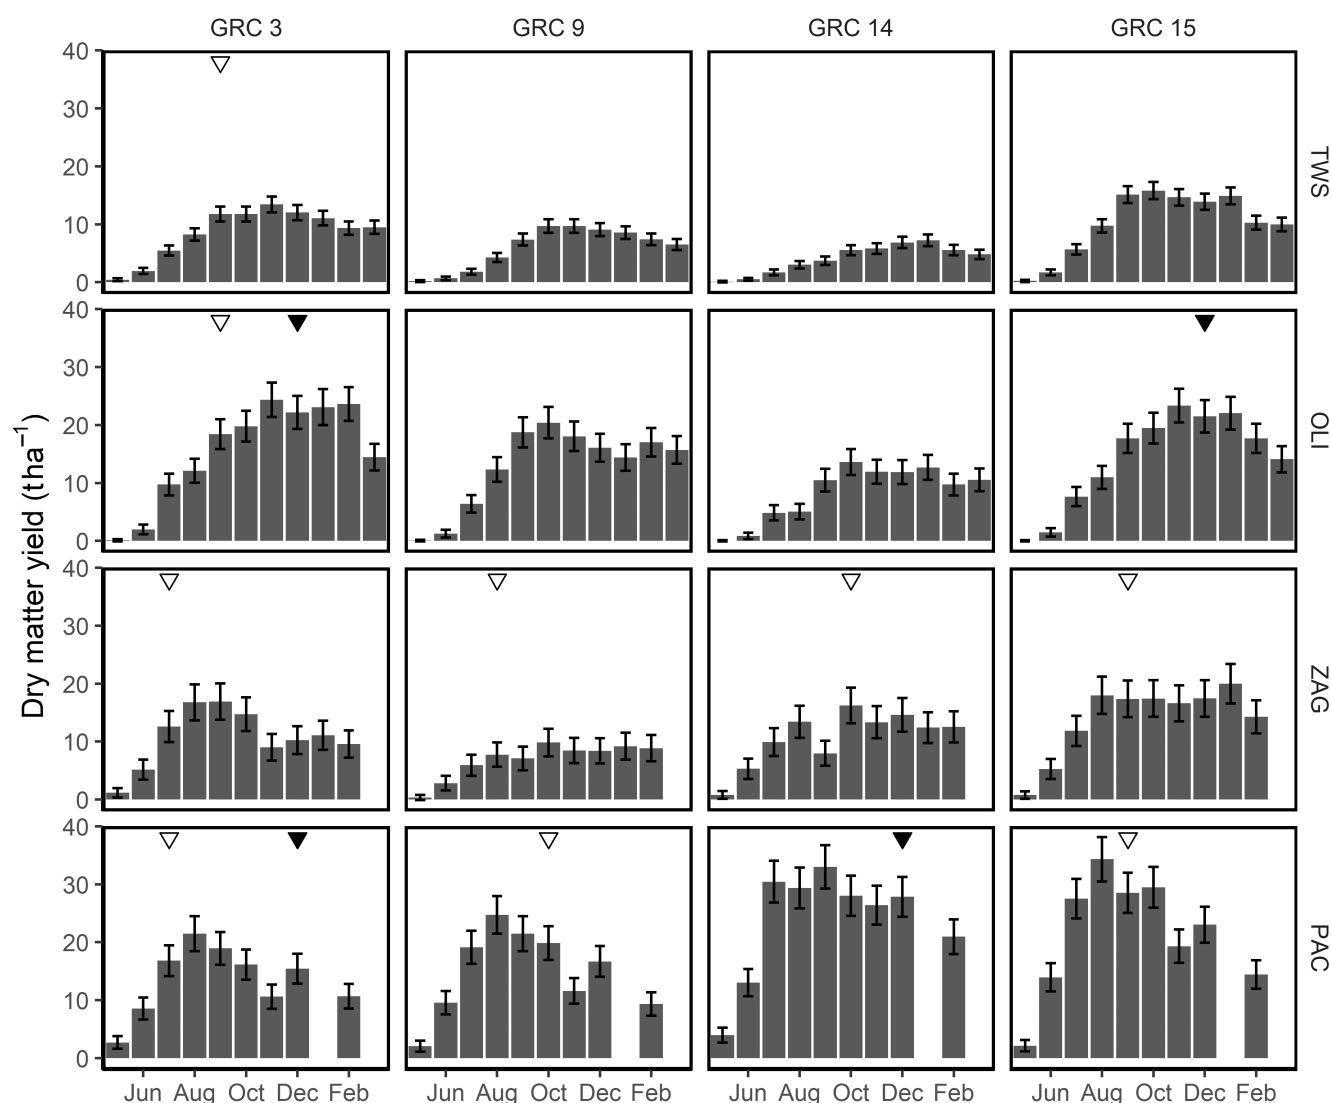 GRC 3 GRC 9 GRC 14 GRC 15
40
30
20
10
0
TWS
40
30
20
10
0
OLI
Dry matter yield (tha⁻¹)
40
30
20
10
0
ZAG
40
30
20
10
0
PAC
Jun Aug Oct Dec Feb Jun Aug Oct Dec Feb Jun Aug Oct Dec Feb Jun Aug Oct Dec Feb